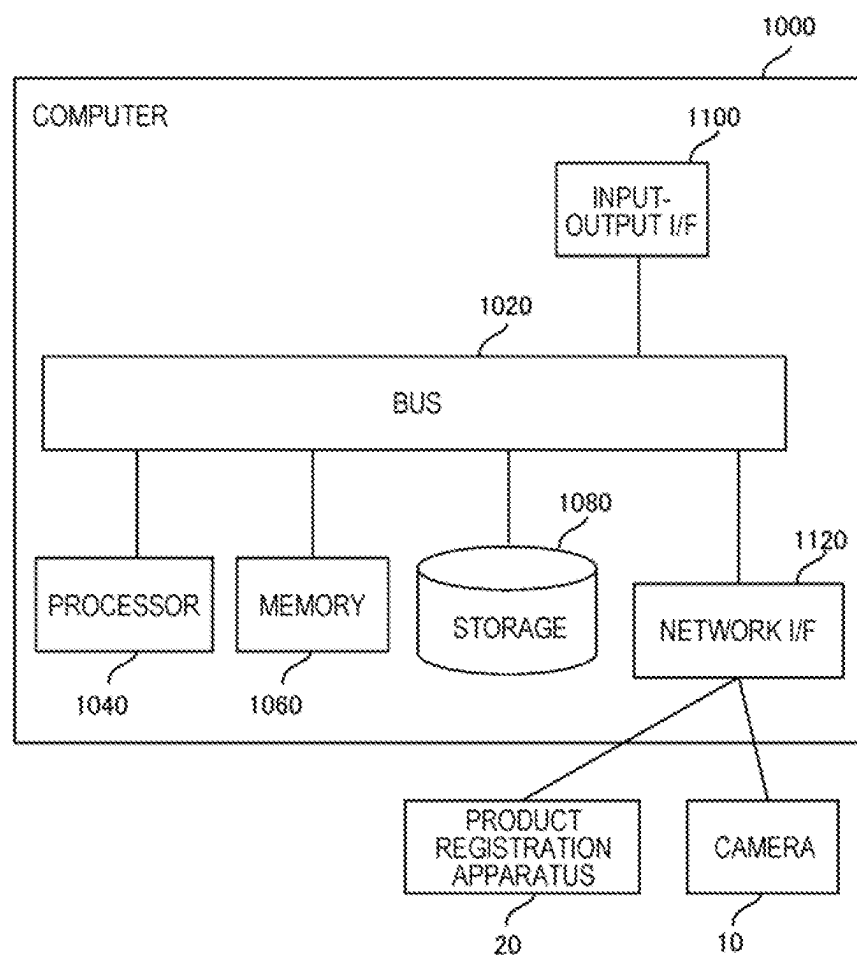 1000
COMPUTER
1100
INPUT-
OUTPUT I/F
1020
BUS
1080
1120
PROCESSOR
MEMORY
STORAGE
NETWORK I/F
1040
1060
PRODUCT
REGISTRATION
APPARATUS
CAMERA
20
10